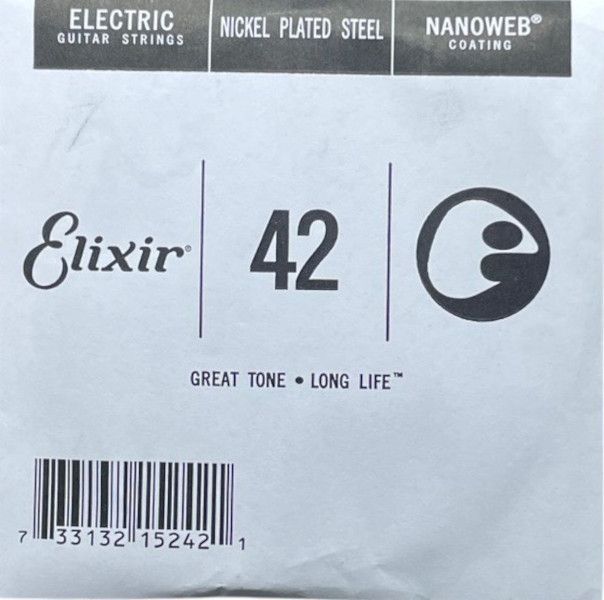 ELECTRIC
GUITAR STRINGS
NICKEL PLATED STEEL
NANOWEB®
COATING
Elixir®
42
GREAT TONE • LONG LIFE™
7 33132 15242 1